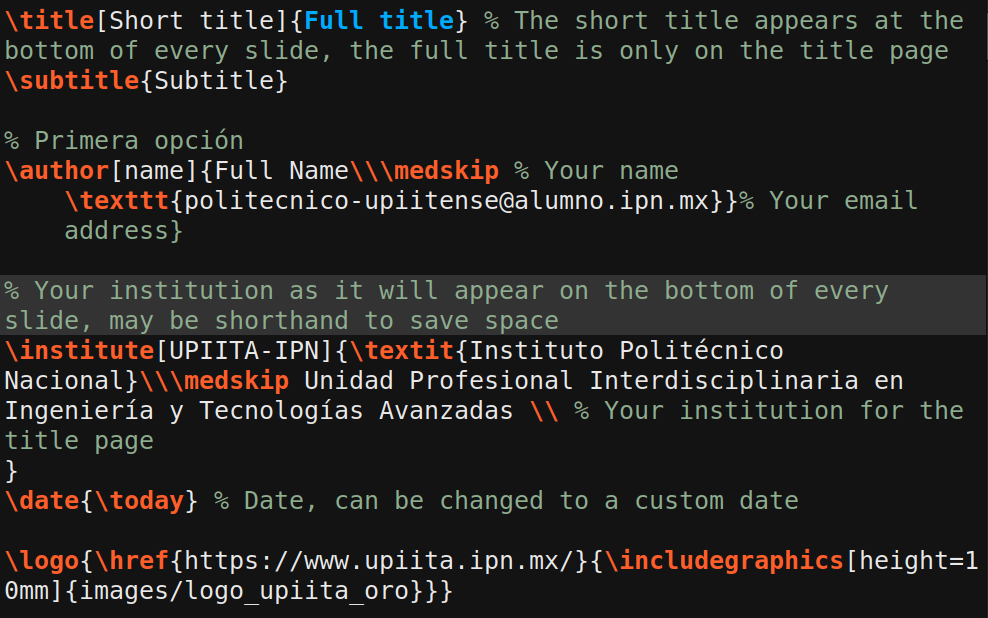 \title[Short title]{Full title} % The short title appears at the
bottom of every slide, the full title is only on the title page
\subtitle{Subtitle}
% Primera opción
\author[name]{Full Name\\\medskip % Your name
\texttt{politecnico-upiitense@alumno.ipn.mx}}% Your email
address}
% Your institution as it will appear on the bottom of every
slide, may be shorthand to save space
\institute[UPIITA-IPN]{\textit{Instituto Politécnico
Nacional}\\\medskip Unidad Profesional Interdisciplinaria en
Ingeniería y Tecnologías Avanzadas \\ % Your institution for the
title page
}
\date{\today} % Date, can be changed to a custom date
\logo{\href{https://www.upiita.ipn.mx/}{\includegraphics[height=1
0mm]{images/logo_upiita_oro}}}